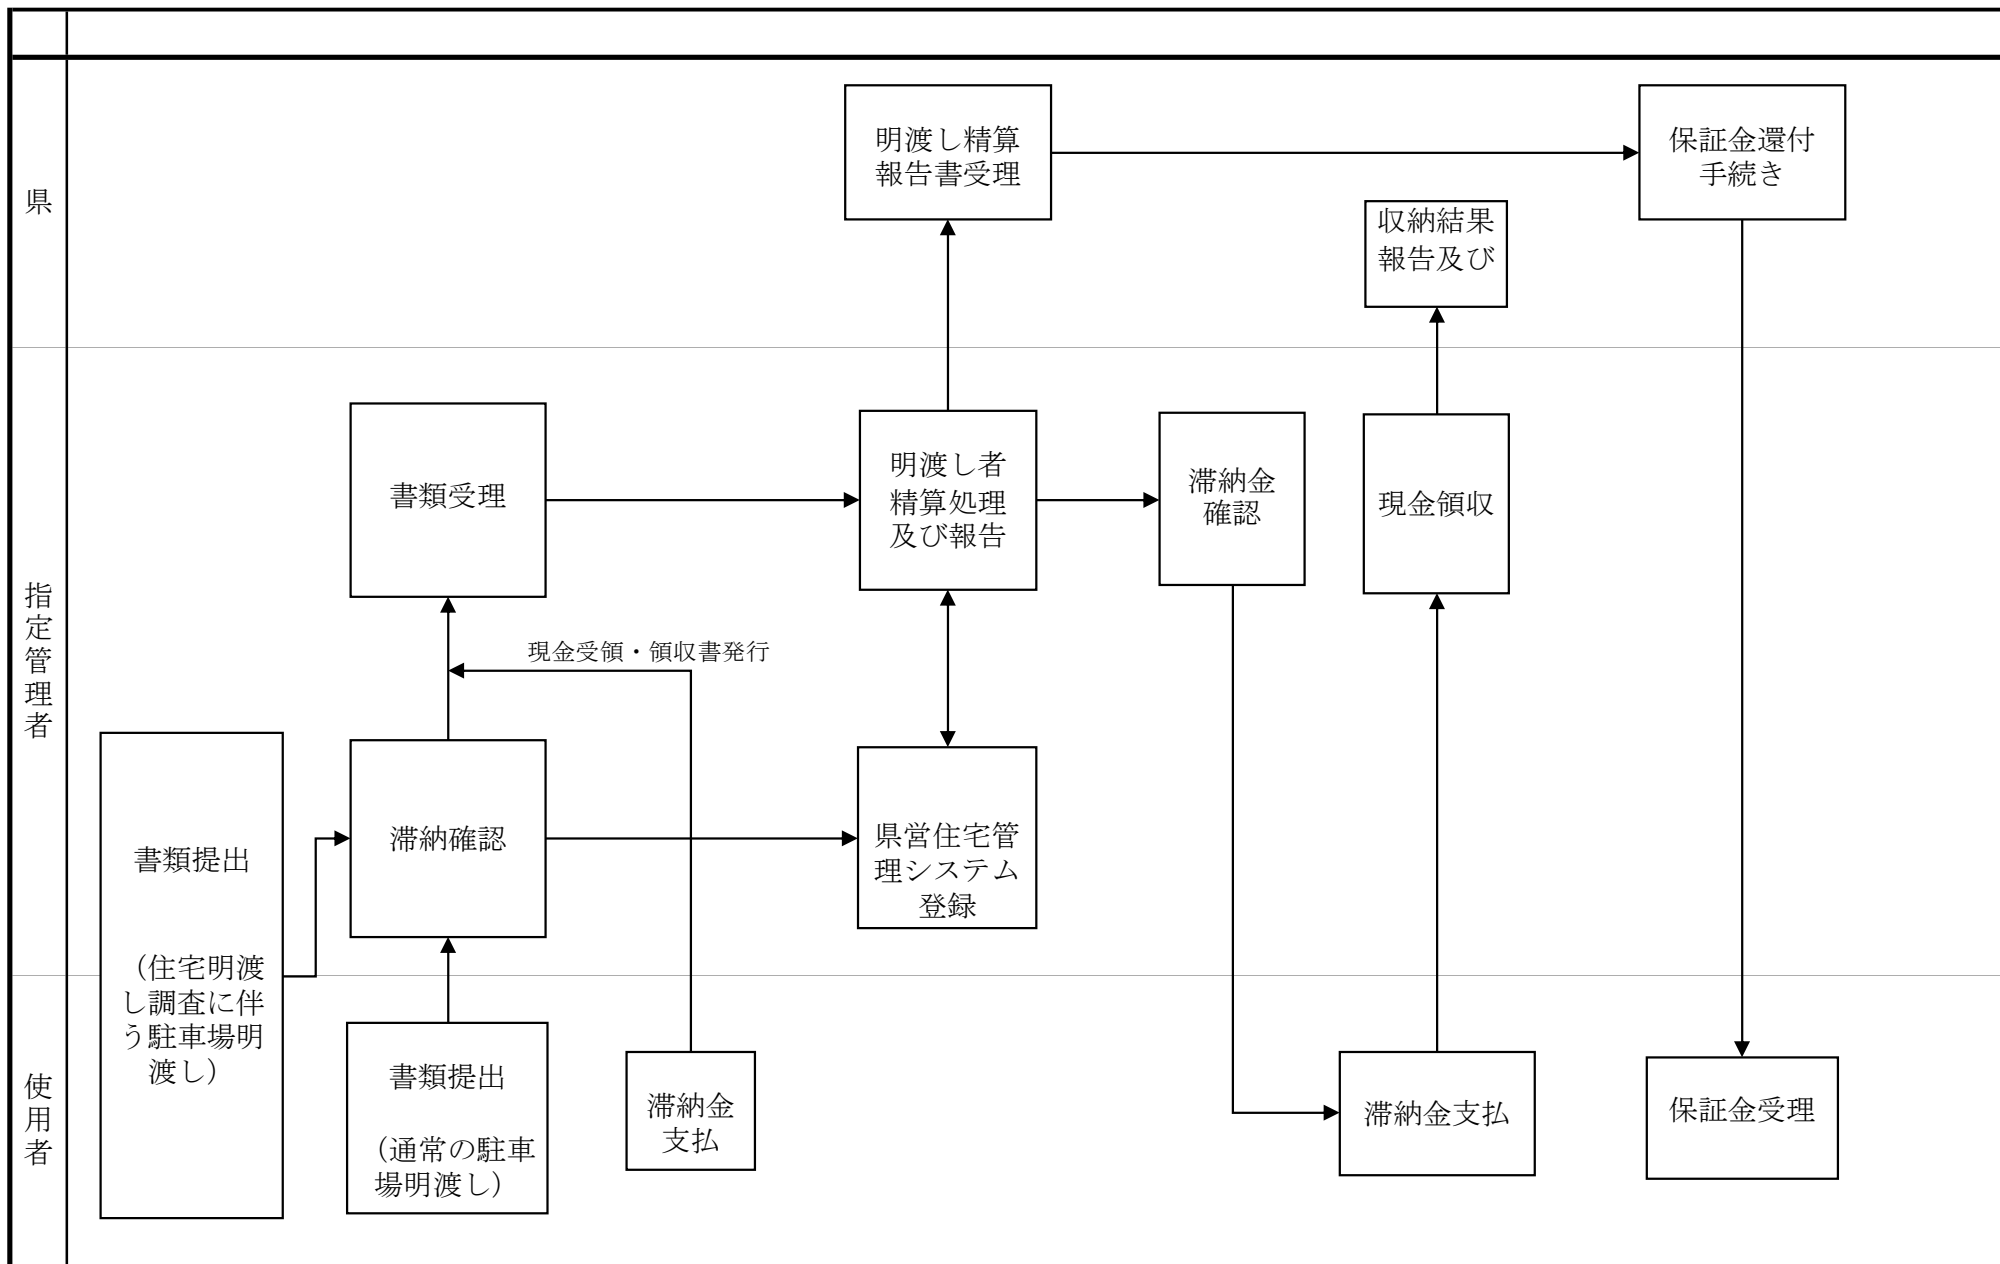 県
明渡し精算
報告書受理
保証金還付
手続き
収納結果
報告及び
指定管理者
書類受理
明渡し者
精算処理
及び報告
滞納金
確認
現金領収
現金受領・領収書発行
書類提出
（住宅明渡
し調査に伴
う駐車場明
渡し）
滞納確認
県営住宅管
理システム
登録
使用者
書類提出
（通常の駐車
場明渡し）
滞納金
支払
滞納金支払
保証金受理